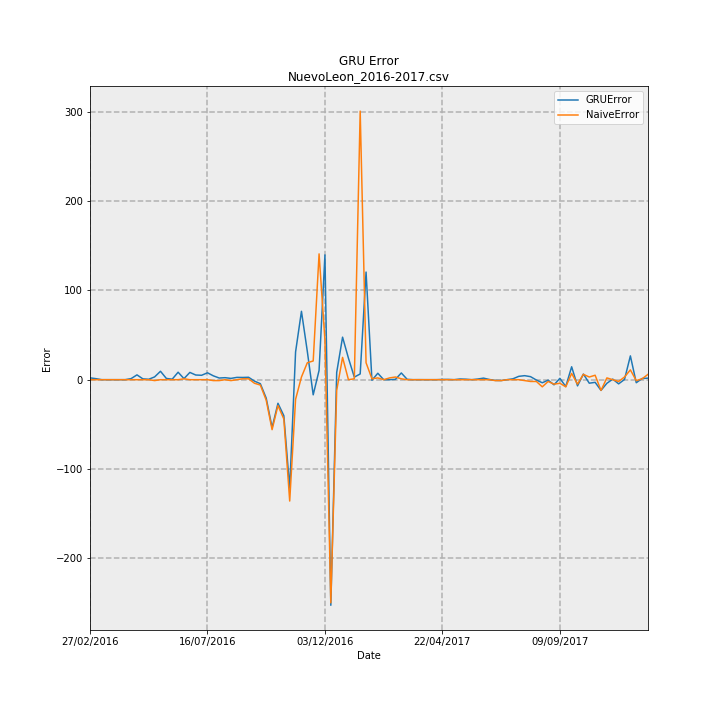 GRU Error
NuevoLeon_2016-2017.csv
GRUError
NaiveError
300
200
100
0
−100
−200
Error
27/02/2016
16/07/2016
03/12/2016
22/04/2017
09/09/2017
Date